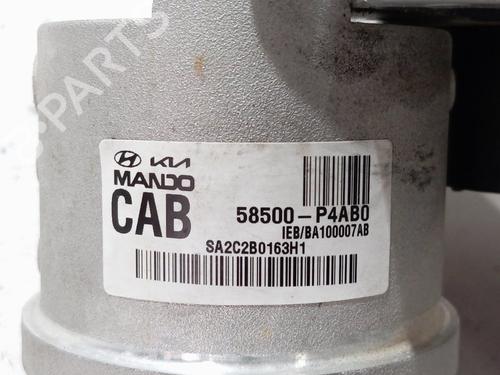 KIA
MANDO
CAB
58500-P4AB0
IEB/BA100007AB
SA2C2B0163H1